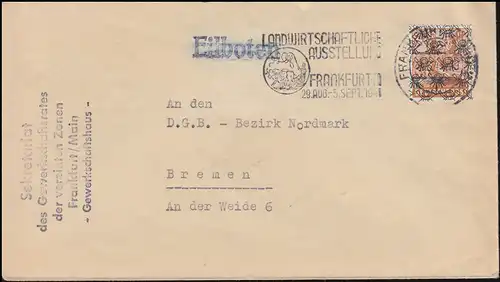 Eilboten
LANDWIRTSCHAFTLICHE
AUSSTELLUNG
FRANKFURT
29. AUG.-5. SEPT. 1948
FRANKFURT
An den
D.G.B. - Bezirk Nordmark
Bremen
An der Weide 6
Sekretariat
des Gewerkschaftsrates
der vereinten Zonen
Frankfurt/Main
- Gewerkschaftshaus -